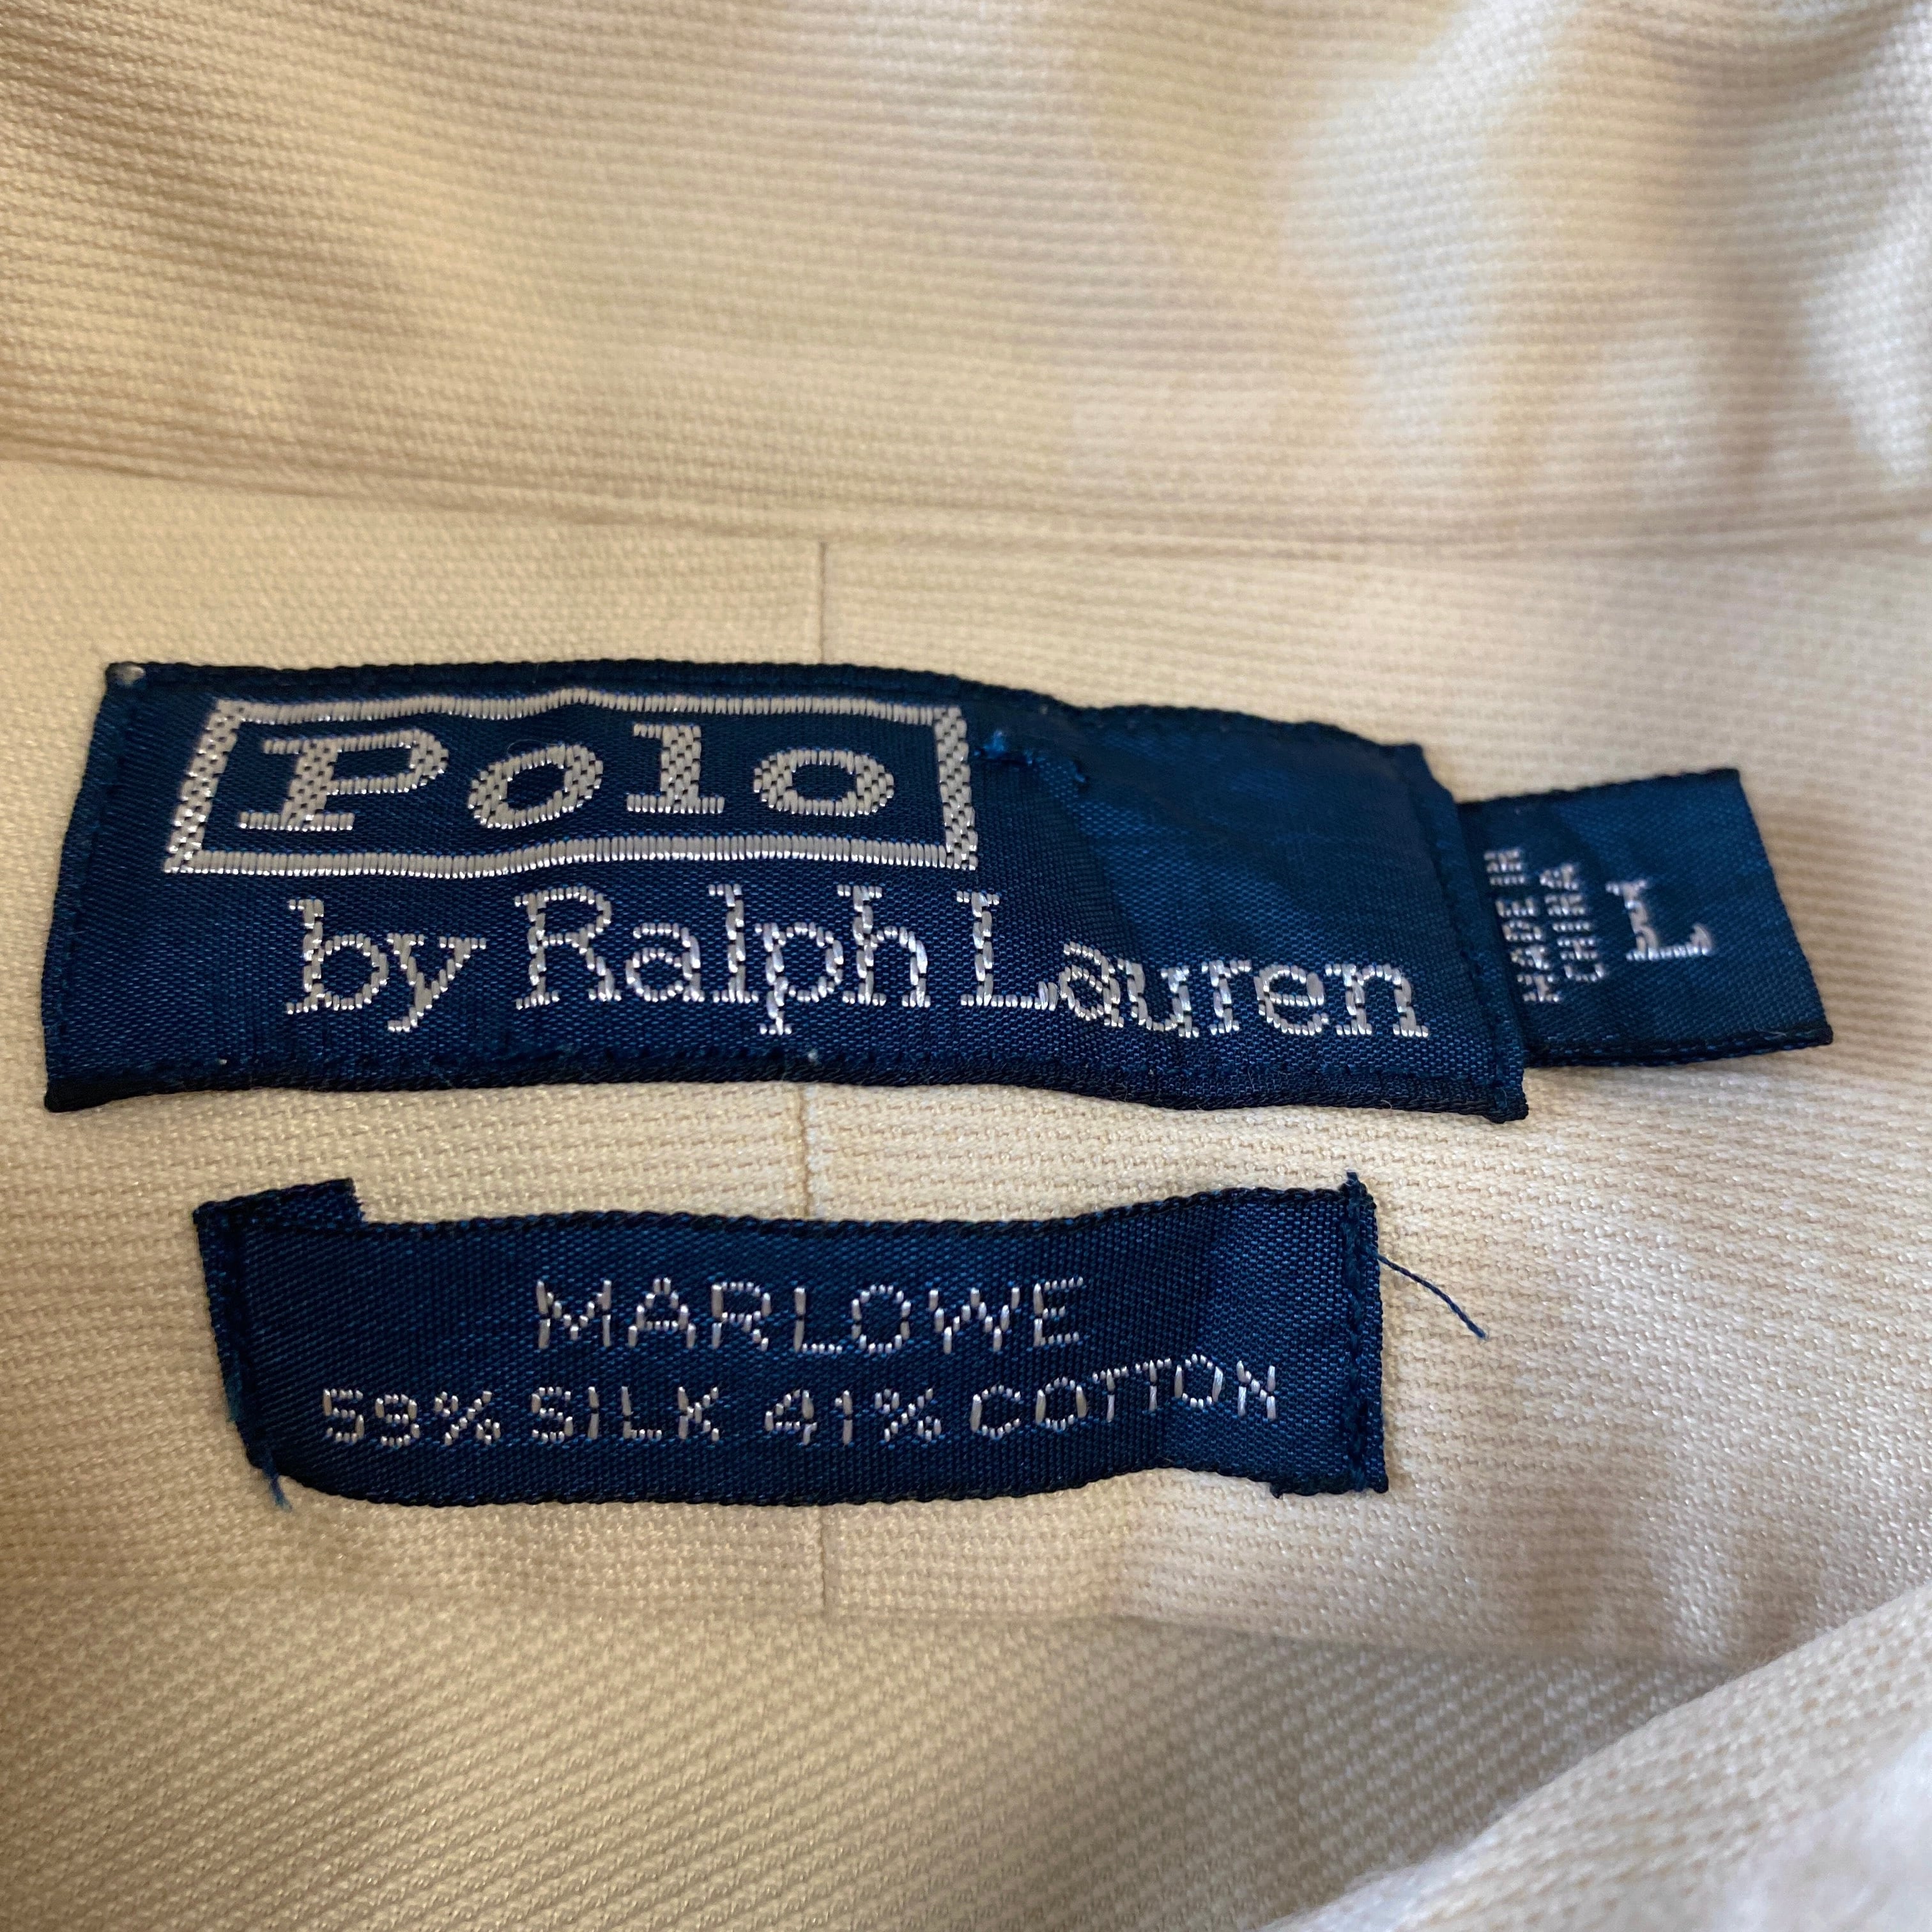 Polo
by Ralph Lauren
MADE IN
CHINA
L
MARLOWE
59% SILK 41% COTTON